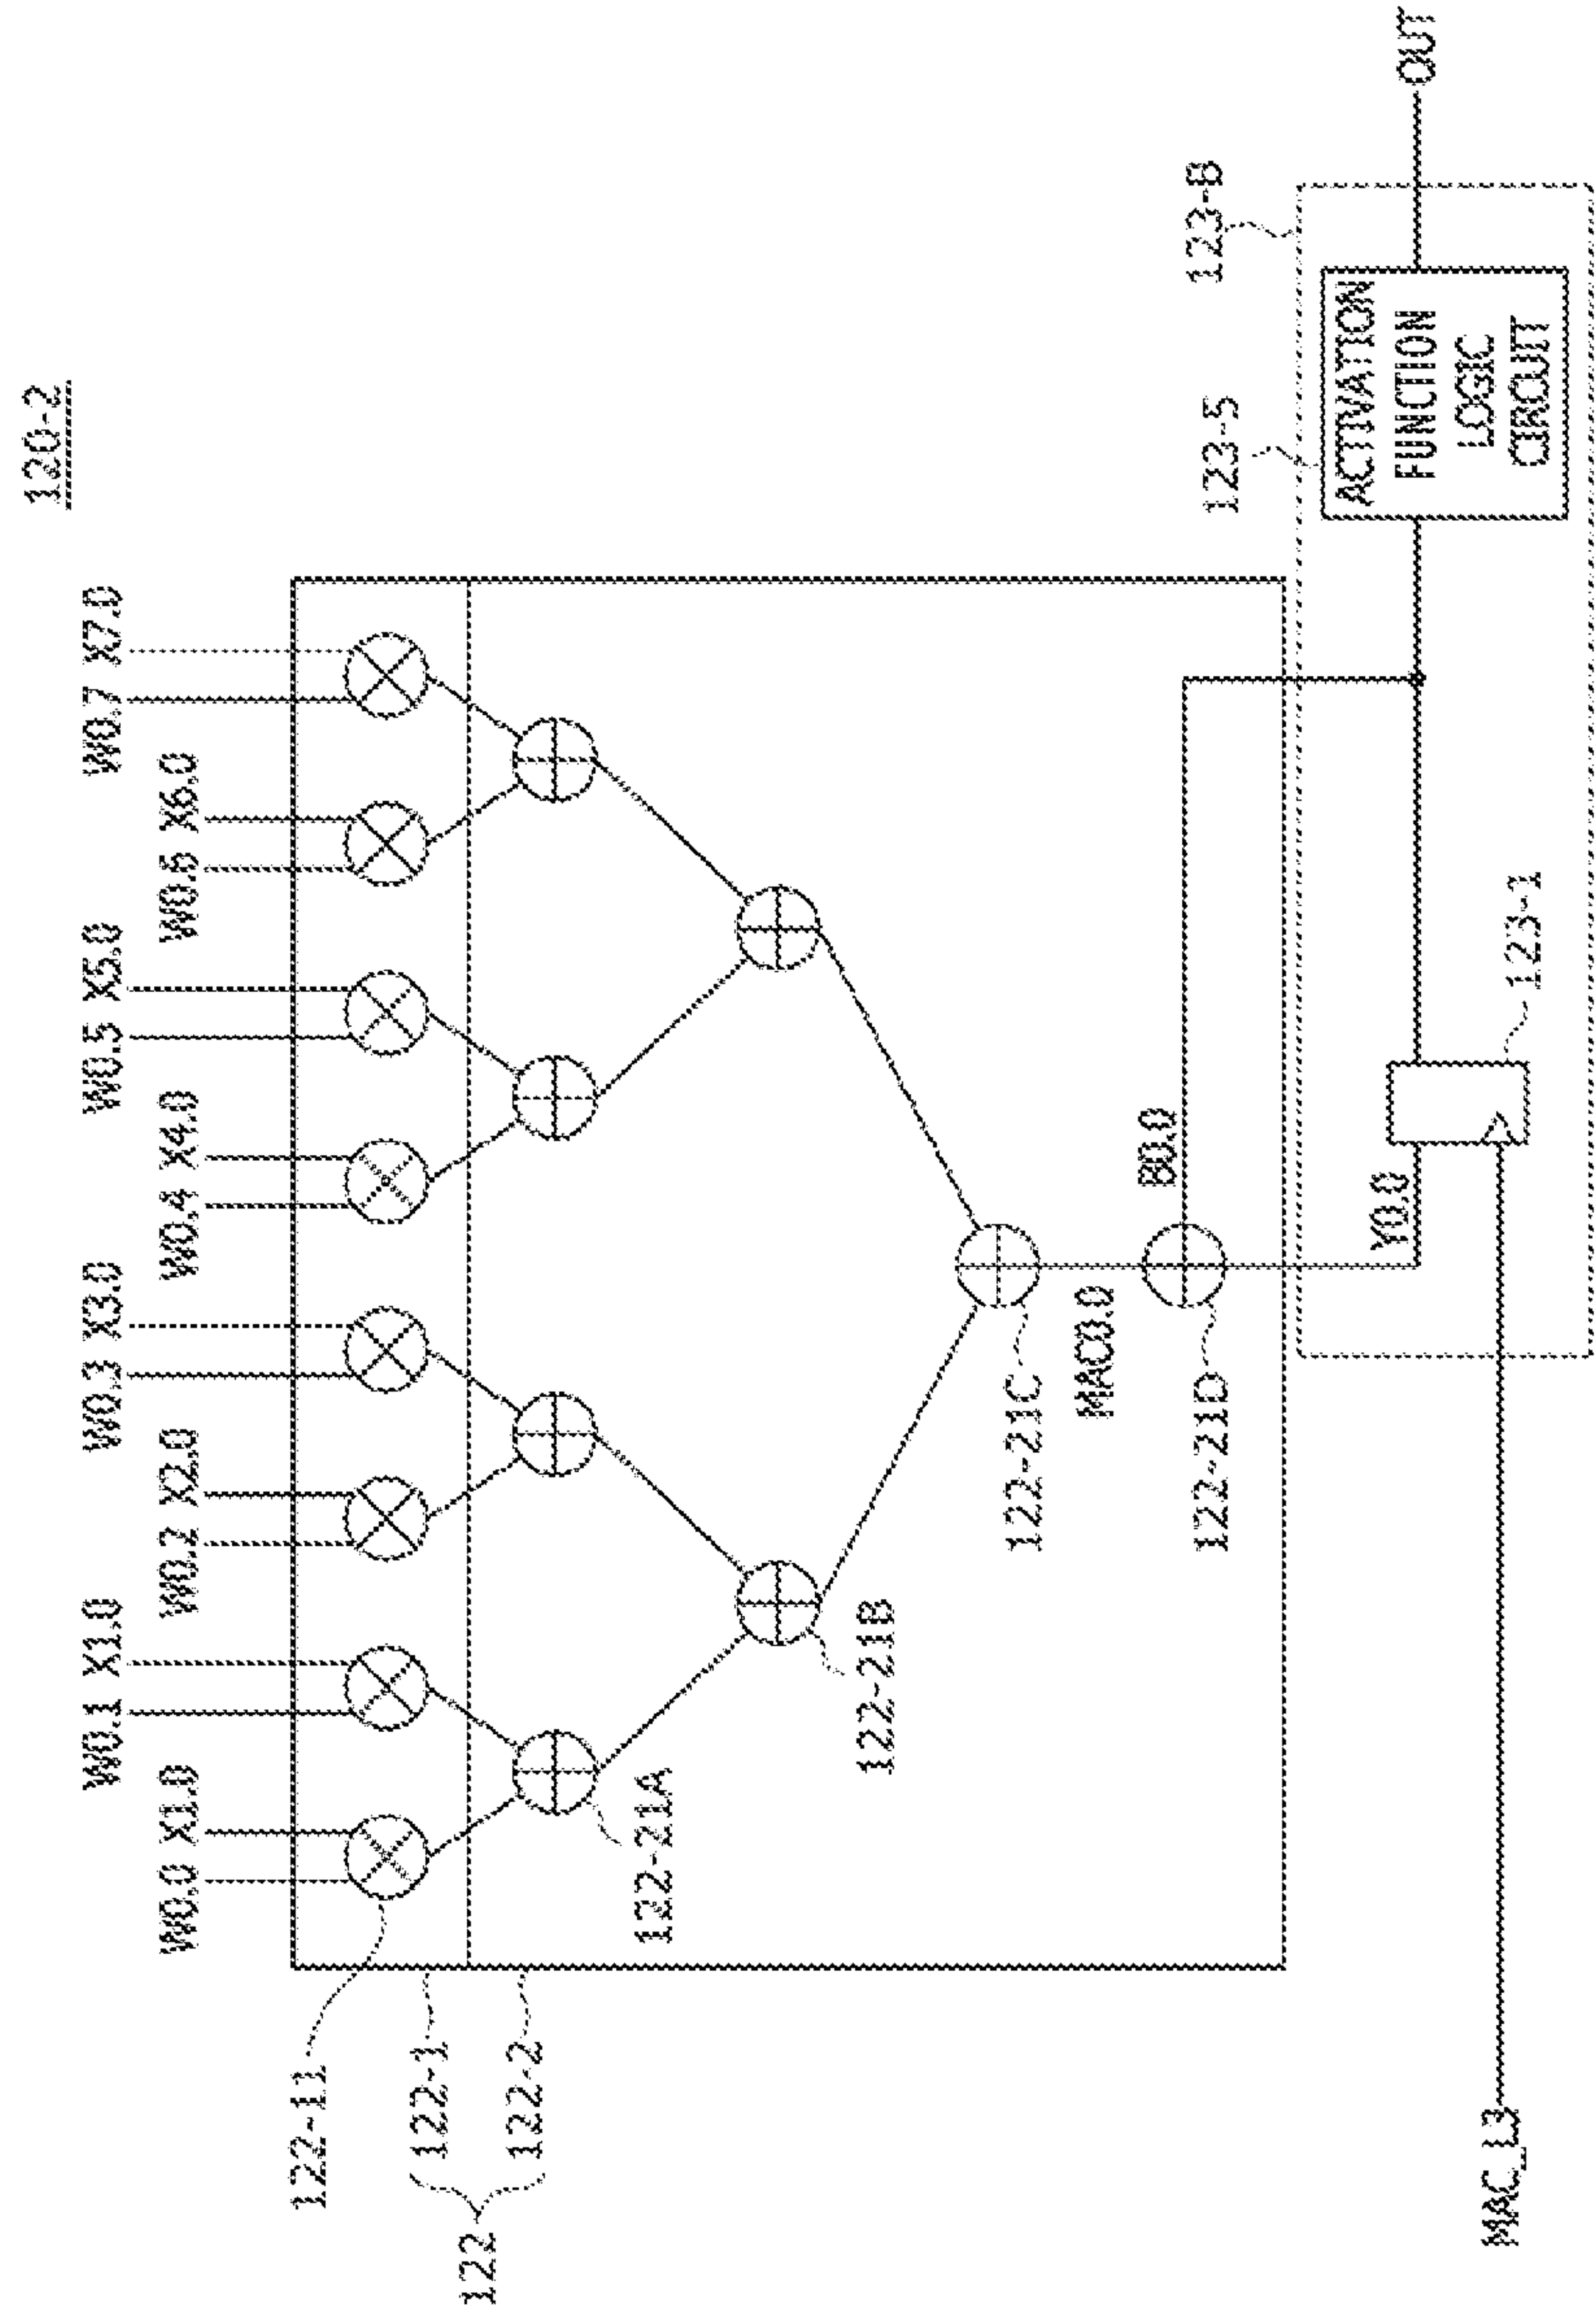 120-2
W0.1 X1.0
W0.3 X3.0
W0.5 X5.0
W0.7 X7.0
W0.0 X1.0
W0.2 X2.0
W0.4 X4.0
W0.6 X6.0
122-11
122-1
122-2
122
122-21A
122-21B
122-21C
MAC0.0
B0.0
122-21D
123-5
123-B
Y0.0
ACTIVATION
FUNCTION
LOGIC
CIRCUIT
OUT
123-1
MAC_L3